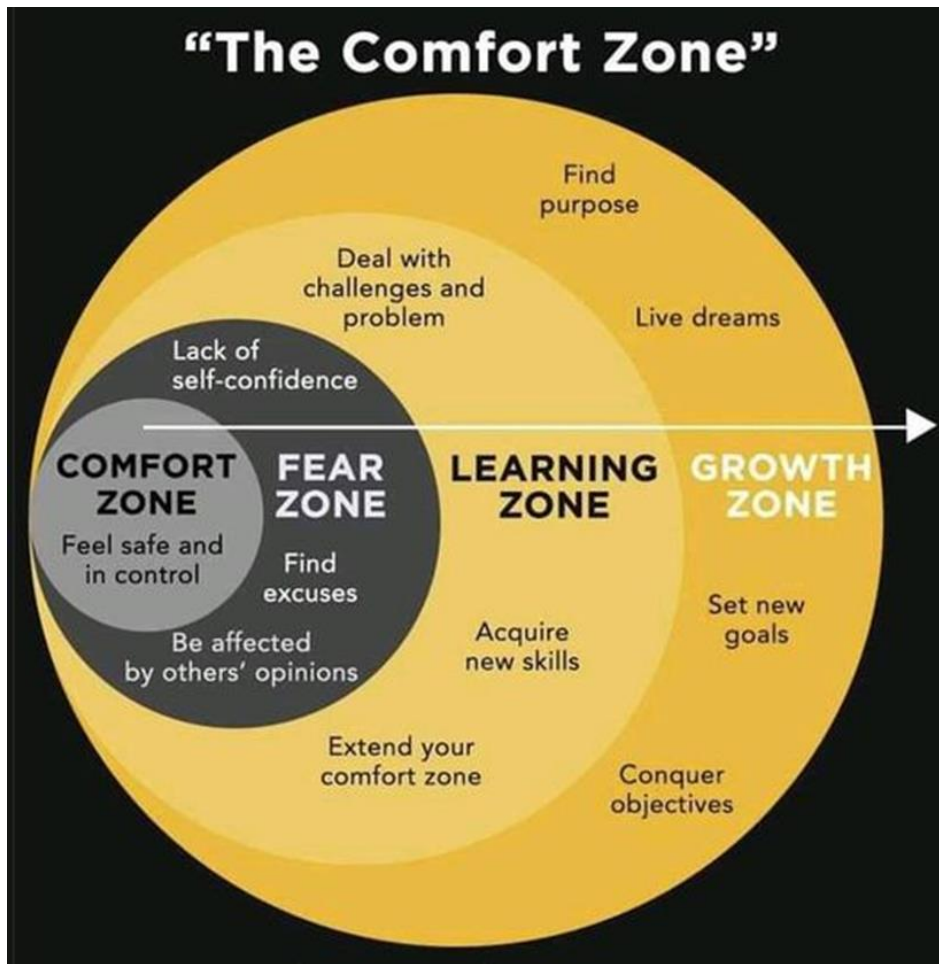 “The Comfort Zone”
Find
purpose
Deal with
challenges and
problem
Live dreams
Lack of
self-confidence
COMFORT
ZONE
Feel safe and
in control
FEAR
ZONE
Find
excuses
Be affected
by others’ opinions
LEARNING
ZONE
Acquire
new skills
Extend your
comfort zone
GROWTH
ZONE
Set new
goals
Conquer
objectives